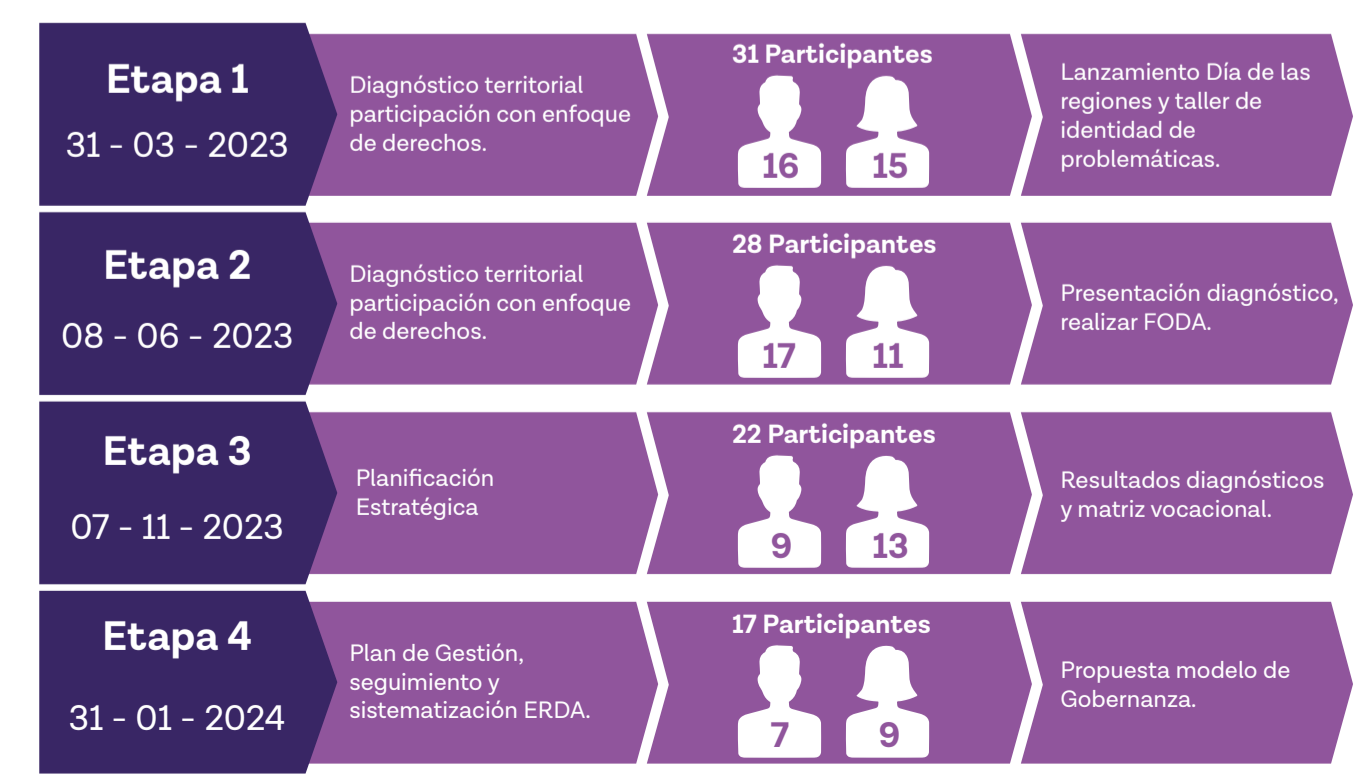 Etapa 1
31 - 03 - 2023
Diagnóstico territorial
participación con enfoque
de derechos.
31 Participantes
16
15
Lanzamiento Día de las
regiones y taller de
identidad de
problemáticas.
Etapa 2
08 - 06 - 2023
Diagnóstico territorial
participación con enfoque
de derechos.
28 Participantes
17
11
Presentación diagnóstico,
realizar FODA.
Etapa 3
07 - 11 - 2023
Planificación
Estratégica
22 Participantes
9
13
Resultados diagnósticos
y matriz vocacional.
Etapa 4
31 - 01 - 2024
Plan de Gestión,
seguimiento y
sistematización ERDA.
17 Participantes
7
9
Propuesta modelo de
Gobernanza.